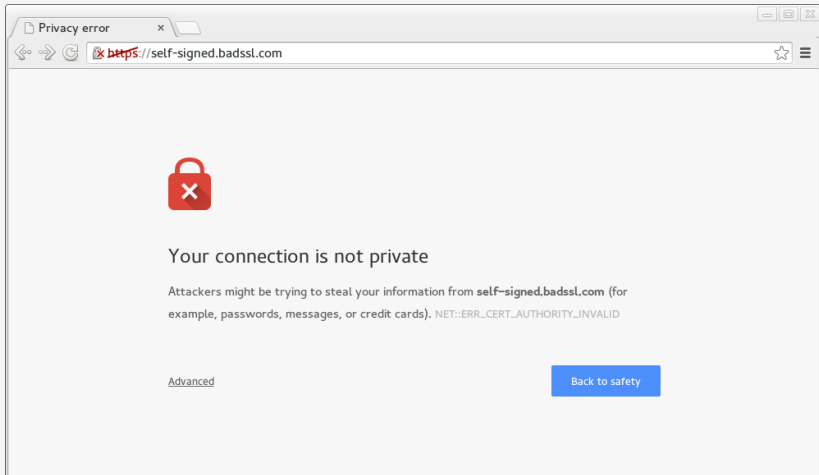 Privacy error
https://self-signed.badssl.com
Your connection is not private
Attackers might be trying to steal your information from self-signed.badssl.com (for
example, passwords, messages, or credit cards). NET::ERR_CERT_AUTHORITY_INVALID
Advanced
Back to safety